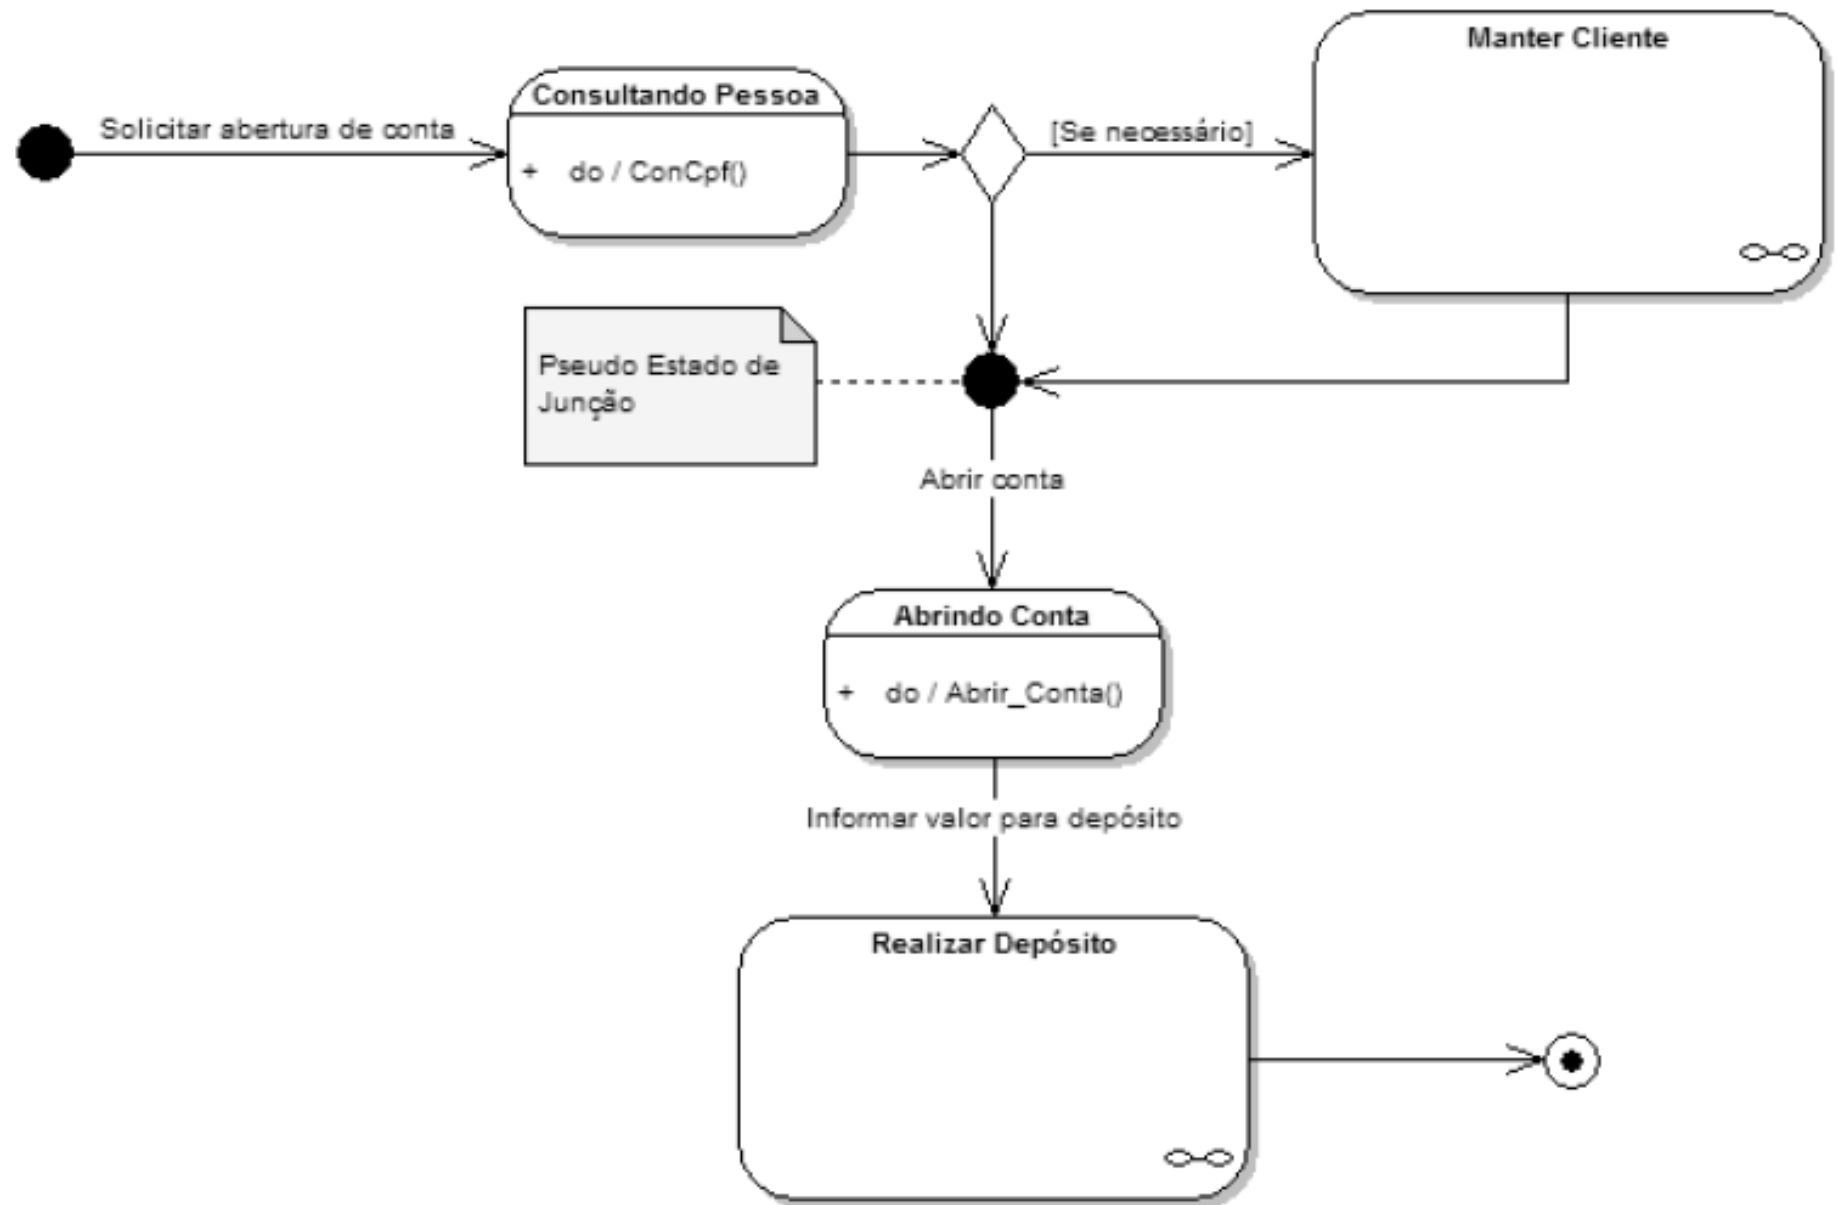 Manter Cliente
Consultando Pessoa
Solicitar abertura de conta
[Se necessário]
+ do / ConCpf()
Pseudo Estado de
Junção
Abrir conta
Abrindo Conta
+ do / Abrir_Conta()
Informar valor para depósito
Realizar Depósito